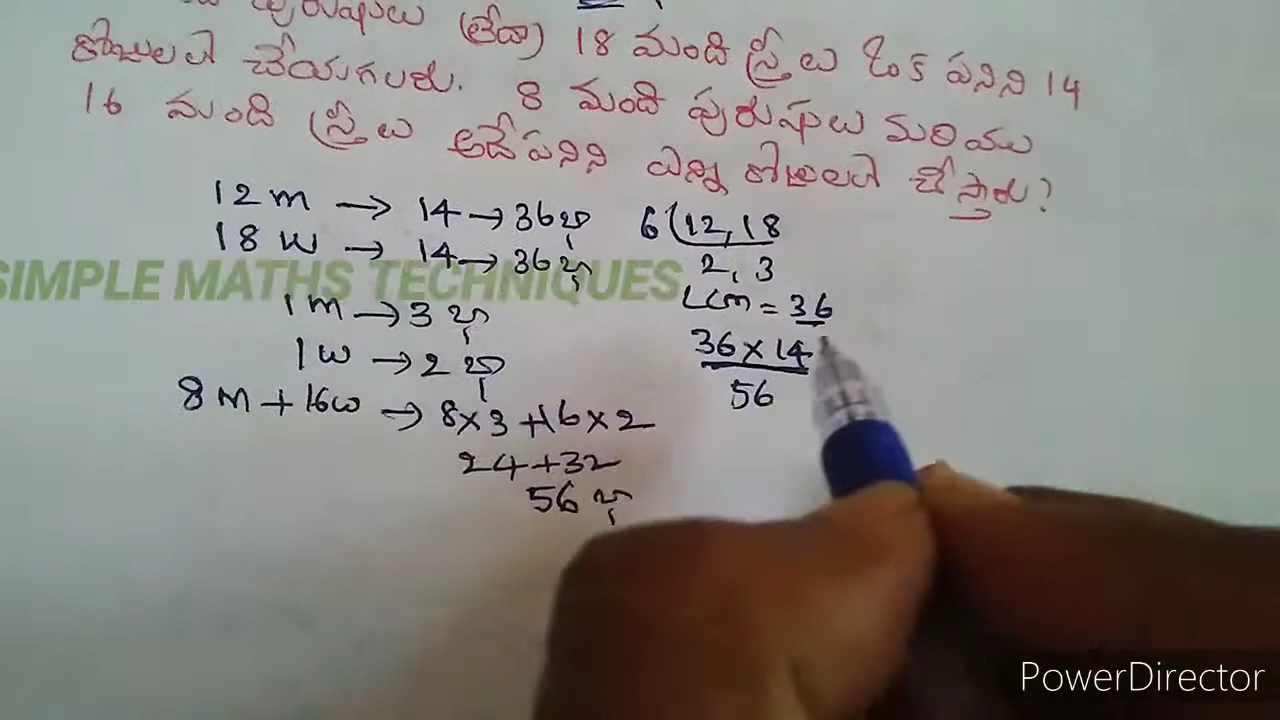 పురుషులు (లేదా) 18 మంది స్త్రీలు ఒక పనిని 14
రోజులలో చేయగలరు. 8 మంది పురుషులు మరియు
16 మంది స్త్రీలు అదేపనిని ఎన్ని రోజులలో చేస్తారు?
12 m → 14 → 36 భా
18 W → 14 → 36 భా
6 (12, 18
2, 3
LCM = 36
36 × 14
56
1 m → 3 భా
1 W → 2 భా
8 m + 16 W → 8 × 3 + 16 × 2
24 + 32
56 భా
SIMPLE MATHS TECHNIQUES
PowerDirector